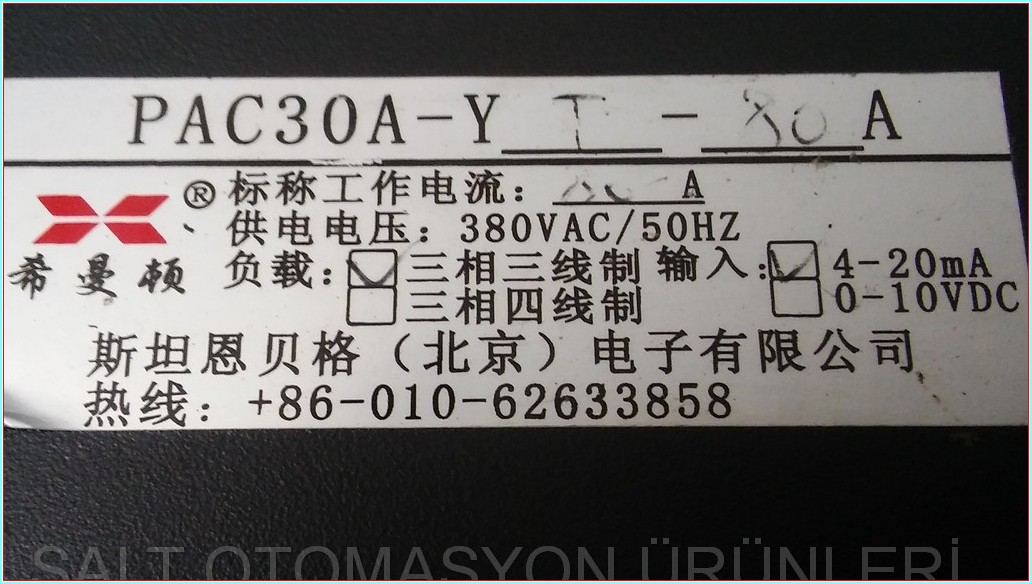 PAC30A-Y I - 80 A
® 标称工作电流: A
供电电压: 380VAC/50HZ
负载: 三相三线制 输入: 4-20mA
三相四线制 0-10VDC
希曼顿
斯坦恩贝格（北京）电子有限公司
热线: +86-010-62633858
SALT OTOMASYON ÜRÜNLERİ